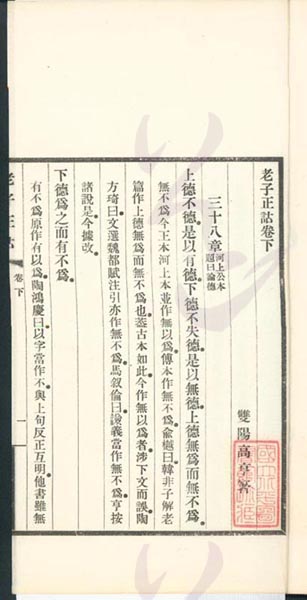 老子正詁卷下
雙陽高亨著
三十八章河上公本題曰論德
上德不德是以有德下德不失德是以無德上德無爲而無不爲
無不爲今王本河上本並作無以爲傅本作無不爲兪樾曰韓非子解老
篇作上德無爲而無不爲也葢古本如此今作無以爲者涉下文而誤陶
方琦曰文選魏都賦注引亦作無不爲馬叙倫曰義當作無不爲亨按
諸說是今據改
下德爲之而有不爲
有不爲原作有以爲陶鴻慶曰以字當作不與上句反正互明他書雖無
老子正詁
卷下
一